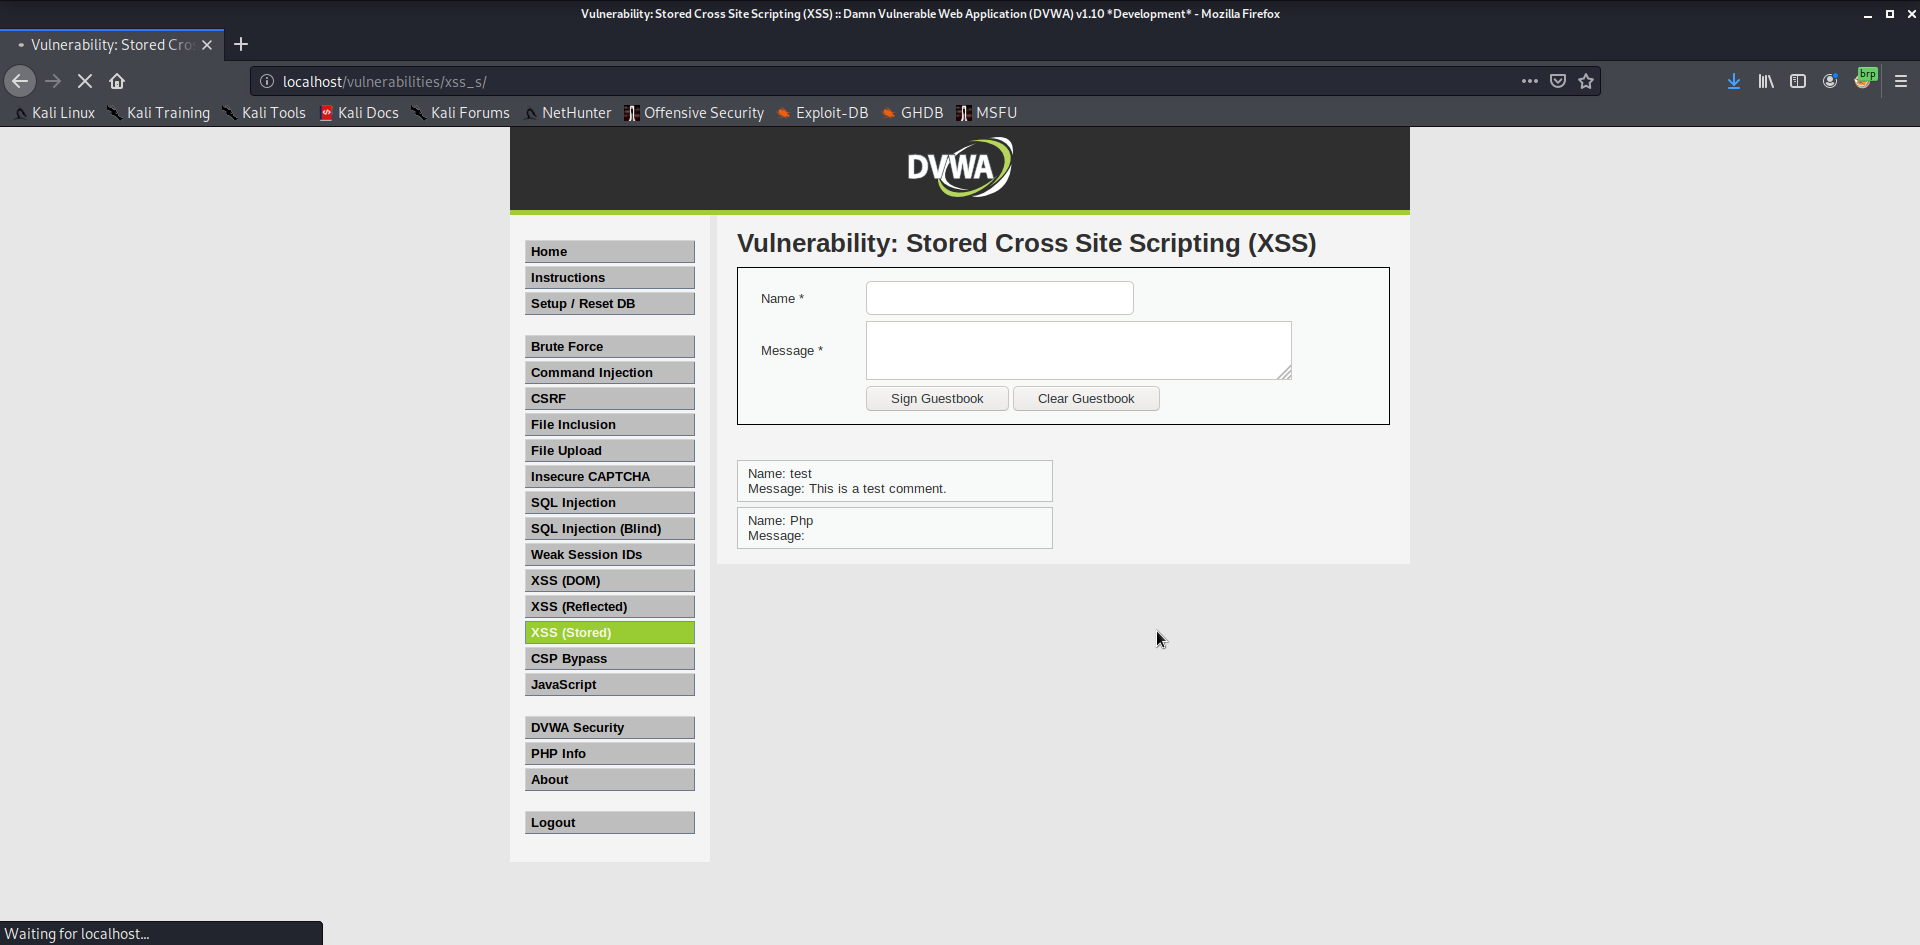 Vulnerability: Stored Cross Site Scripting (XSS) :: Damn Vulnerable Web Application (DVWA) v1.10 *Development* - Mozilla Firefox
Vulnerability: Stored Cro
localhost/vulnerabilities/xss_s/
brp
Kali Linux Kali Training Kali Tools Kali Docs Kali Forums NetHunter Offensive Security Exploit-DB GHDB MSFU
DVWA
Home
Instructions
Setup / Reset DB
Brute Force
Command Injection
CSRF
File Inclusion
File Upload
Insecure CAPTCHA
SQL Injection
SQL Injection (Blind)
Weak Session IDs
XSS (DOM)
XSS (Reflected)
XSS (Stored)
CSP Bypass
JavaScript
DVWA Security
PHP Info
About
Logout
Vulnerability: Stored Cross Site Scripting (XSS)
Name *
Message *
Sign Guestbook Clear Guestbook
Name: test
Message: This is a test comment.
Name: Php
Message:
Waiting for localhost...